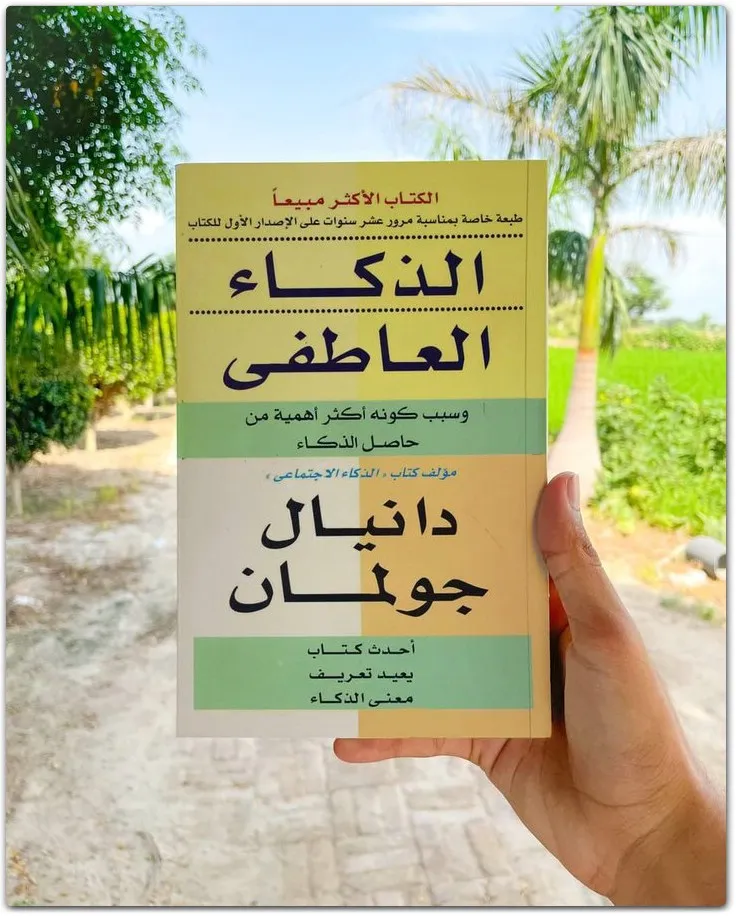 الكتاب الأكثر مبيعاً
طبعة خاصة بمناسبة مرور عشر سنوات على الإصدار الأول للكتاب
الذكاء
العاطفى
وسبب كونه أكثر أهمية من
حاصل الذكاء
مؤلف كتاب «الذكاء الاجتماعى»
دانيال
جولمان
أحدث كتاب
يعيد تعريف
معنى الذكاء